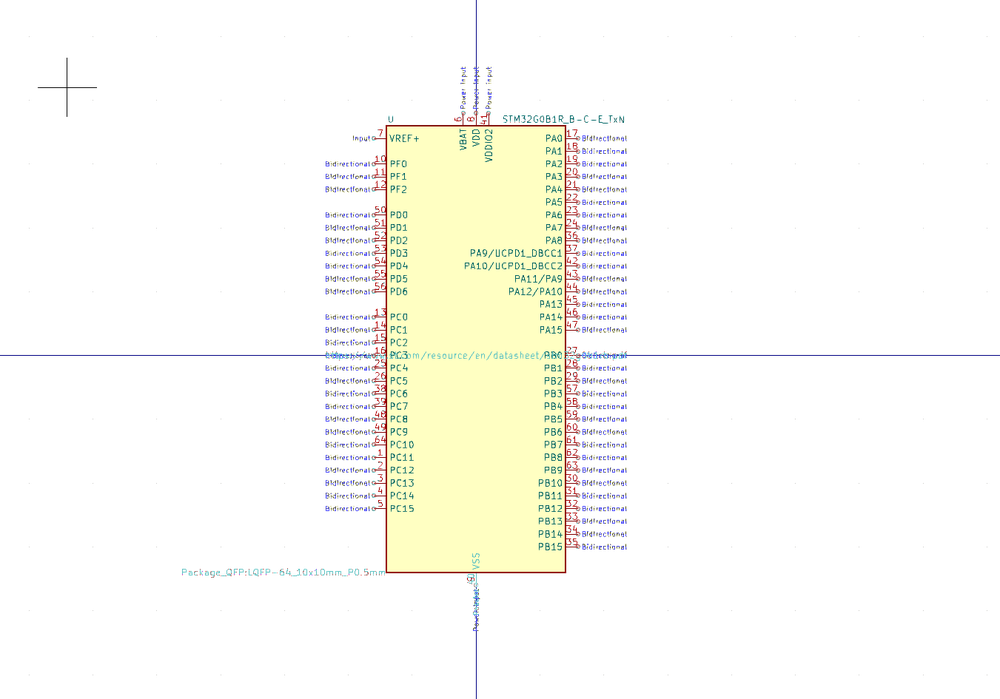 Power Input Power Input Power Input
6 8 41
U STM32G0B1R_B-C-E_TxN
VBAT VDD VDDIO2
Input 7 VREF+ PA0 17 Bidirectional
PA1 18 Bidirectional
Bidirectional 10 PF0 PA2 19 Bidirectional
Bidirectional 11 PF1 PA3 20 Bidirectional
Bidirectional 12 PF2 PA4 21 Bidirectional
PA5 22 Bidirectional
Bidirectional 50 PD0 PA6 23 Bidirectional
Bidirectional 51 PD1 PA7 24 Bidirectional
Bidirectional 52 PD2 PA8 36 Bidirectional
Bidirectional 53 PD3 PA9/UCPD1_DBCC1 37 Bidirectional
Bidirectional 54 PD4 PA10/UCPD1_DBCC2 42 Bidirectional
Bidirectional 55 PD5 PA11/PA9 43 Bidirectional
Bidirectional 56 PD6 PA12/PA10 44 Bidirectional
PA13 45 Bidirectional
Bidirectional 13 PC0 PA14 46 Bidirectional
Bidirectional 14 PC1 PA15 47 Bidirectional
Bidirectional 15 PC2
16 PC3 .com/resource/en/datasheet/ PB0 27
Bidirectional 25 PC4 PB1 28 Bidirectional
Bidirectional 26 PC5 PB2 29 Bidirectional
Bidirectional 38 PC6 PB3 57 Bidirectional
Bidirectional 39 PC7 PB4 58 Bidirectional
Bidirectional 48 PC8 PB5 59 Bidirectional
Bidirectional 49 PC9 PB6 60 Bidirectional
Bidirectional 64 PC10 PB7 61 Bidirectional
Bidirectional 1 PC11 PB8 62 Bidirectional
Bidirectional 2 PC12 PB9 63 Bidirectional
Bidirectional 3 PC13 PB10 30 Bidirectional
Bidirectional 4 PC14 PB11 31 Bidirectional
Bidirectional 5 PC15 PB12 32 Bidirectional
PB13 33 Bidirectional
PB14 34 Bidirectional
PB15 35 Bidirectional
VSS
Package_QFP:LQFP-64_10x10mm_P0.5mm
Power Input